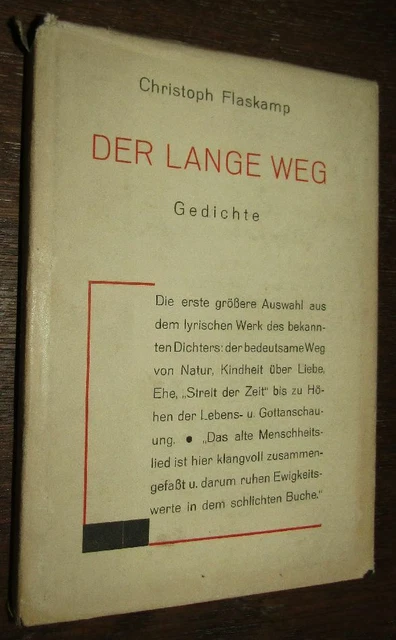 Christoph Flaskamp
DER LANGE WEG
Gedichte
Die erste größere Auswahl aus
dem lyrischen Werk des bekann-
ten Dichters: der bedeutsame Weg
von Natur, Kindheit über Liebe,
Ehe, „Streit der Zeit“ bis zu Hö-
hen der Lebens- u. Gottanschau-
ung. ● „Das alte Menschheits-
lied ist hier klangvoll zusammen-
gefaßt u. darum ruhen Ewigkeits-
werte in dem schlichten Buche.“